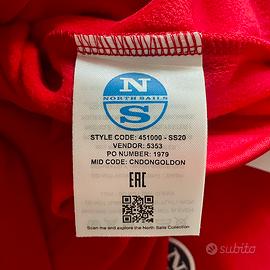 N
NORTH SAILS
S
STYLE CODE: 451000 - SS20
VENDOR: 5353
PO NUMBER: 1979
MID CODE: CNDONGOLDON
EAC
Scan me and explore the North Sails Collection
subito